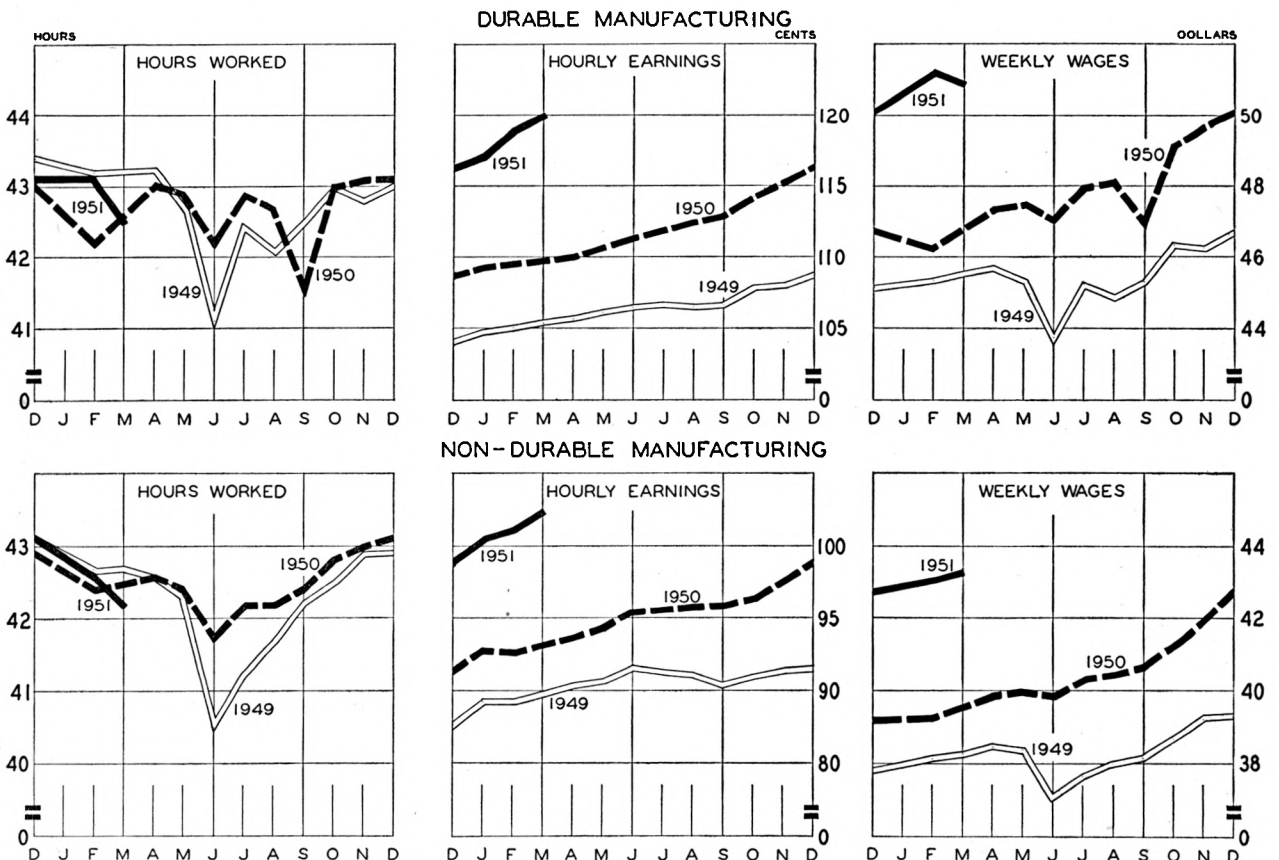 DURABLE MANUFACTURING
HOURS
CENTS
DOLLARS
HOURS WORKED
HOURLY EARNINGS
WEEKLY WAGES
44
43
42
41
0
1951
1949
1950
D J F M A M J J A S O N D
120
115
110
105
0
1951
1950
1949
D J F M A M J J A S O N D
50
48
46
44
0
1951
1950
1949
D J F M A M J J A S O N D
NON-DURABLE MANUFACTURING
HOURS WORKED
HOURLY EARNINGS
WEEKLY WAGES
43
42
41
40
0
1951
1950
1949
D J F M A M J J A S O N D
100
95
90
80
0
1951
1950
1949
D J F M A M J J A S O N D
44
42
40
38
0
1951
1950
1949
D J F M A M J J A S O N D